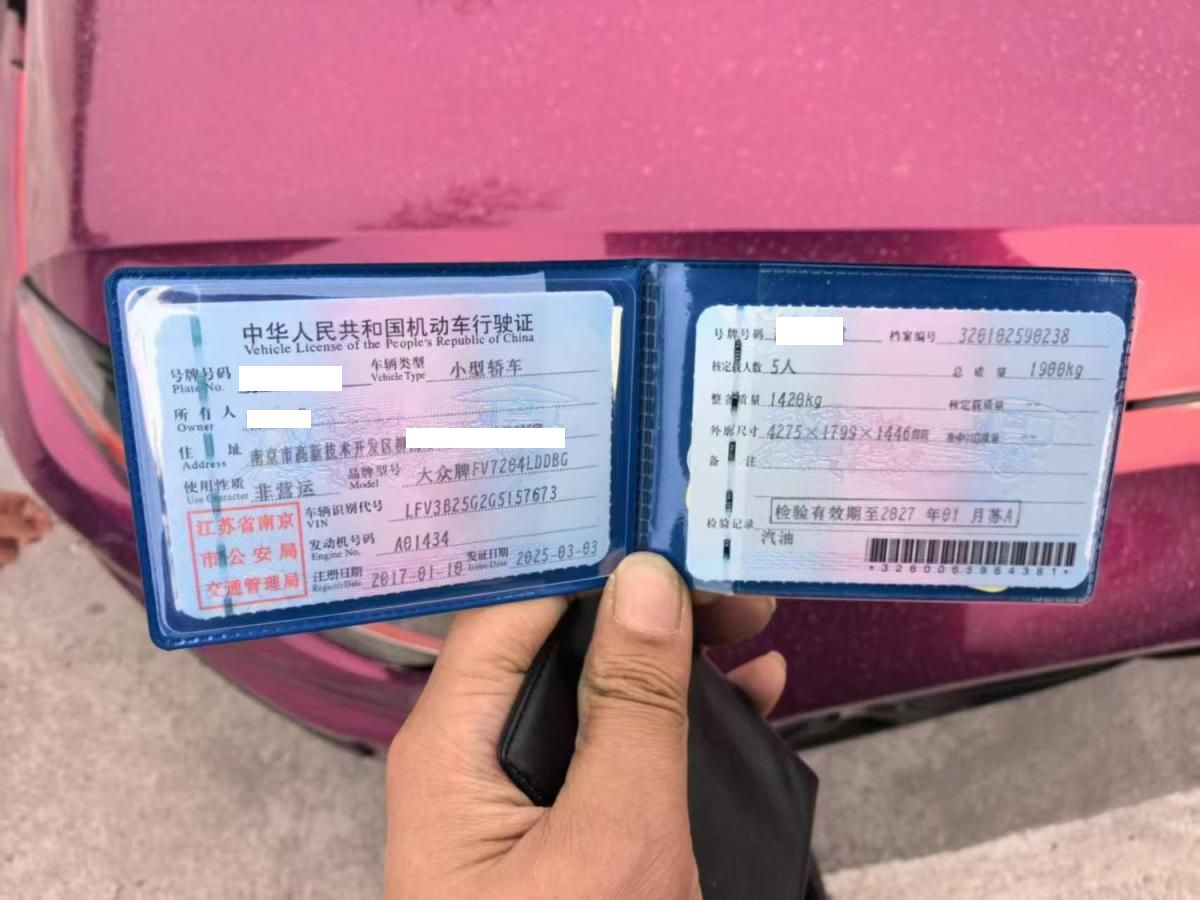 中华人民共和国机动车行驶证
Vehicle License of the People's Republic of China
号牌号码
Plate No.
车辆类型 小型轿车
Vehicle Type
所有人
Owner
住址 南京市高新技术开发区
Address
使用性质 非营运
Use Character
品牌型号 大众牌FV7204LDDBG
Model
江苏省南京
市公安局
交通管理局
车辆识别代号 LFV3B25G2G5157673
VIN
发动机号码 A01434
Engine No.
注册日期 2017-01-10
Register Date
发证日期 2025-03-03
Issue Date
号牌号码
档案编号 320102590238
核定载人数 5人
总质量 1900kg
整备质量 1420kg
核定载质量 --
外廓尺寸 4275×1799×1446mm
准牵引总质量 --
备注
检验有效期至2027 年01 月苏A
检验记录
汽油
*3260065964381*